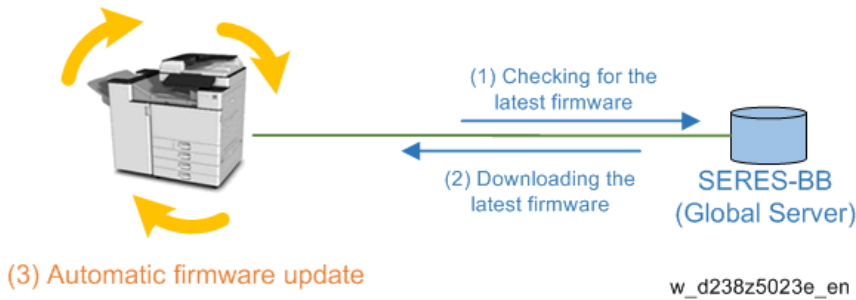 (1) Checking for the
latest firmware
(2) Downloading the
latest firmware
SERES-BB
(Global Server)
(3) Automatic firmware update
w_d238z5023e_en